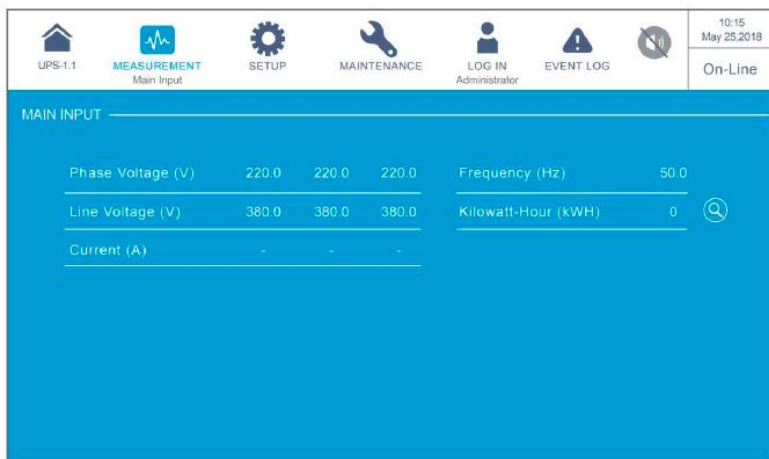 10:15
May 25,2018
UPS-1.1
MEASUREMENT
Main Input
SETUP
MAINTENANCE
LOG IN
Administrator
EVENT LOG
On-Line
MAIN INPUT
Phase Voltage (V) 220.0 220.0 220.0 Frequency (Hz) 50.0
Line Voltage (V) 380.0 380.0 380.0 Kilowatt-Hour (kWH) 0
Current (A) - - -